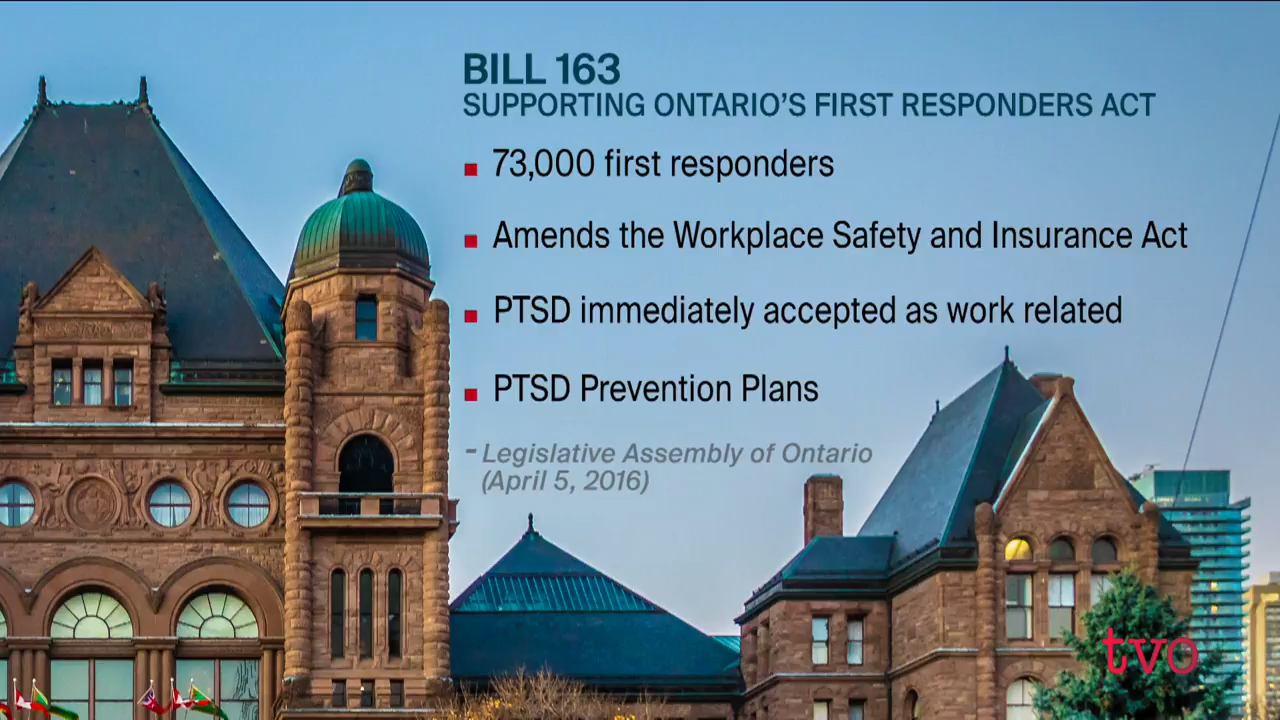 BILL 163
SUPPORTING ONTARIO'S FIRST RESPONDERS ACT
73,000 first responders
Amends the Workplace Safety and Insurance Act
PTSD immediately accepted as work related
PTSD Prevention Plans
- Legislative Assembly of Ontario
(April 5, 2016)
tvo